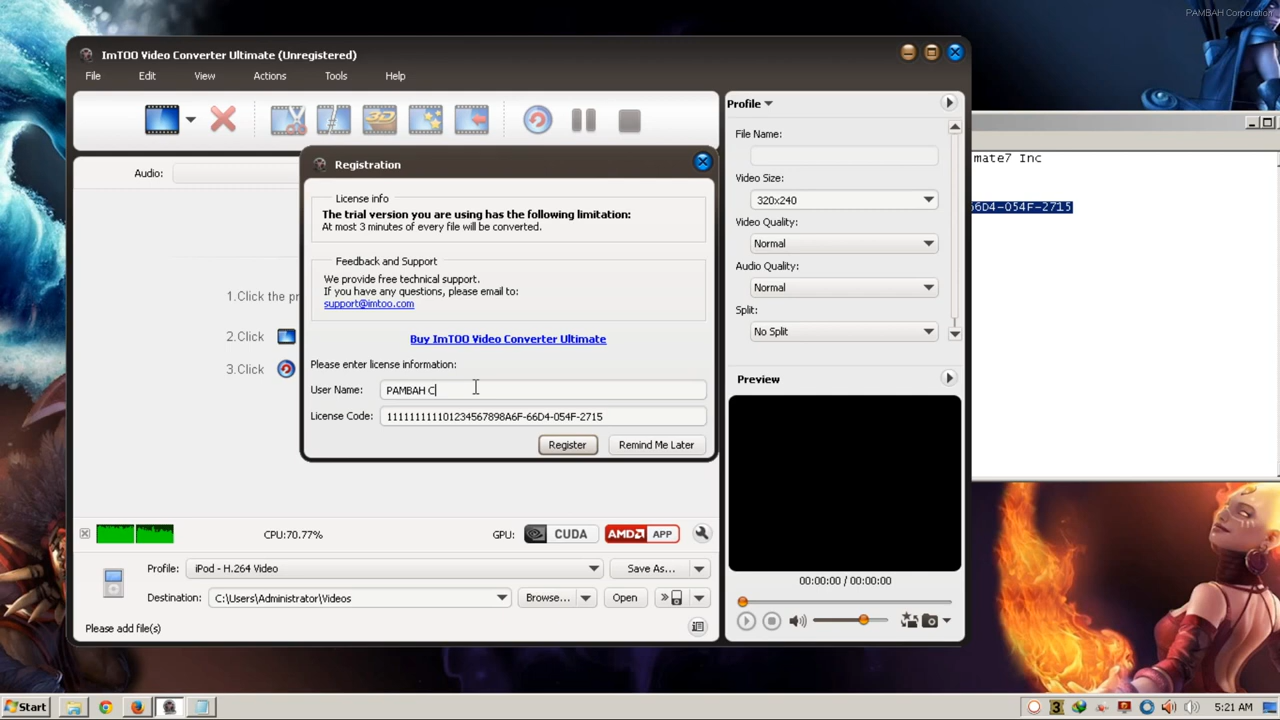 PAMBAH Corporation
ImTOO Video Converter Ultimate (Unregistered)
File Edit View Actions Tools Help
3D
Audio:
1.Click the pr
2.Click
3.Click
Registration
License info
The trial version you are using has the following limitation:
At most 3 minutes of every file will be converted.
Feedback and Support
We provide free technical support.
If you have any questions, please email to:
support@imtoo.com
Buy ImTOO Video Converter Ultimate
Please enter license information:
User Name: PAMBAH C
License Code: 1111111111101234567898A6F-66D4-054F-2715
Register Remind Me Later
Profile
File Name:
Video Size:
320x240
Video Quality:
Normal
Audio Quality:
Normal
Split:
No Split
Preview
00:00:00 / 00:00:00
mate7 Inc
66D4-054F-2715
CPU:70.77% GPU: CUDA AMD APP
Profile: iPod - H.264 Video Save As...
Destination: C:\Users\Administrator\Videos Browse... Open
Please add file(s)
Start 3 5:21 AM